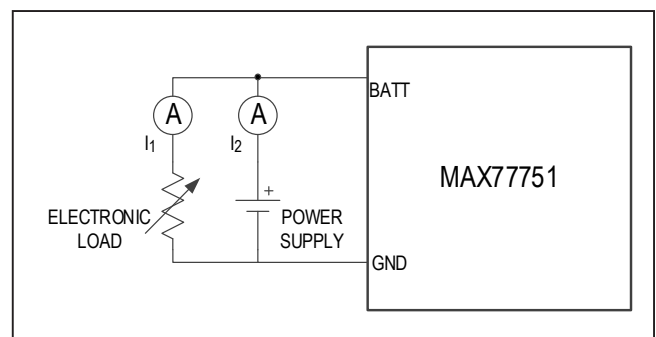 BATT
A
A
I1
I2
MAX77751
+
ELECTRONIC
LOAD
POWER
SUPPLY
GND